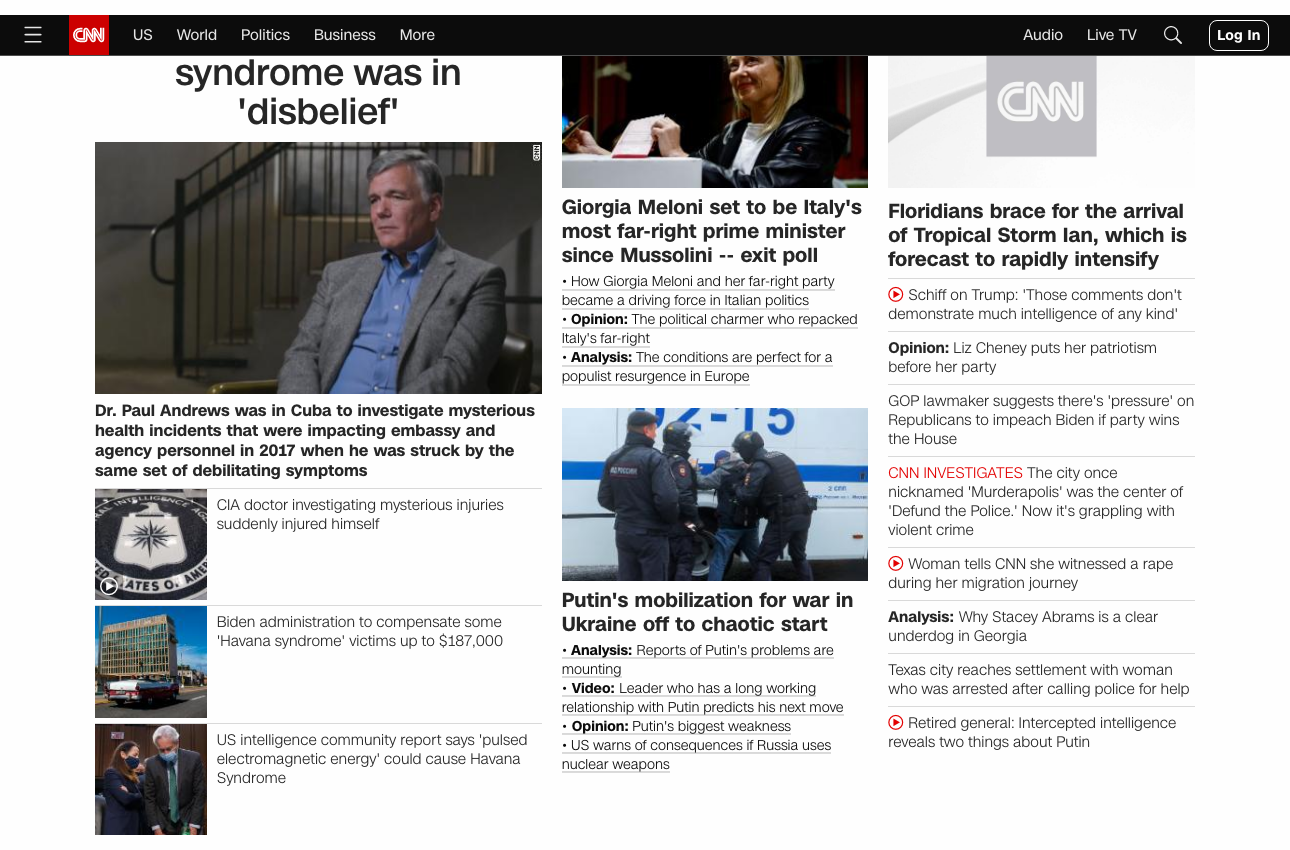 CNN
US
World
Politics
Business
More
Audio
Live TV
Log In
syndrome was in
'disbelief'
CNN
Dr. Paul Andrews was in Cuba to investigate mysterious
health incidents that were impacting embassy and
agency personnel in 2017 when he was struck by the
same set of debilitating symptoms
CIA doctor investigating mysterious injuries
suddenly injured himself
Biden administration to compensate some
'Havana syndrome' victims up to $187,000
US intelligence community report says 'pulsed
electromagnetic energy' could cause Havana
Syndrome
Giorgia Meloni set to be Italy's
most far-right prime minister
since Mussolini -- exit poll
• How Giorgia Meloni and her far-right party
became a driving force in Italian politics
• Opinion: The political charmer who repacked
Italy's far-right
• Analysis: The conditions are perfect for a
populist resurgence in Europe
02-15
Putin's mobilization for war in
Ukraine off to chaotic start
• Analysis: Reports of Putin's problems are
mounting
• Video: Leader who has a long working
relationship with Putin predicts his next move
• Opinion: Putin's biggest weakness
• US warns of consequences if Russia uses
nuclear weapons
CNN
Floridians brace for the arrival
of Tropical Storm Ian, which is
forecast to rapidly intensify
Schiff on Trump: 'Those comments don't
demonstrate much intelligence of any kind'
Opinion: Liz Cheney puts her patriotism
before her party
GOP lawmaker suggests there's 'pressure' on
Republicans to impeach Biden if party wins
the House
CNN INVESTIGATES The city once
nicknamed 'Murderapolis' was the center of
'Defund the Police.' Now it's grappling with
violent crime
Woman tells CNN she witnessed a rape
during her migration journey
Analysis: Why Stacey Abrams is a clear
underdog in Georgia
Texas city reaches settlement with woman
who was arrested after calling police for help
Retired general: Intercepted intelligence
reveals two things about Putin